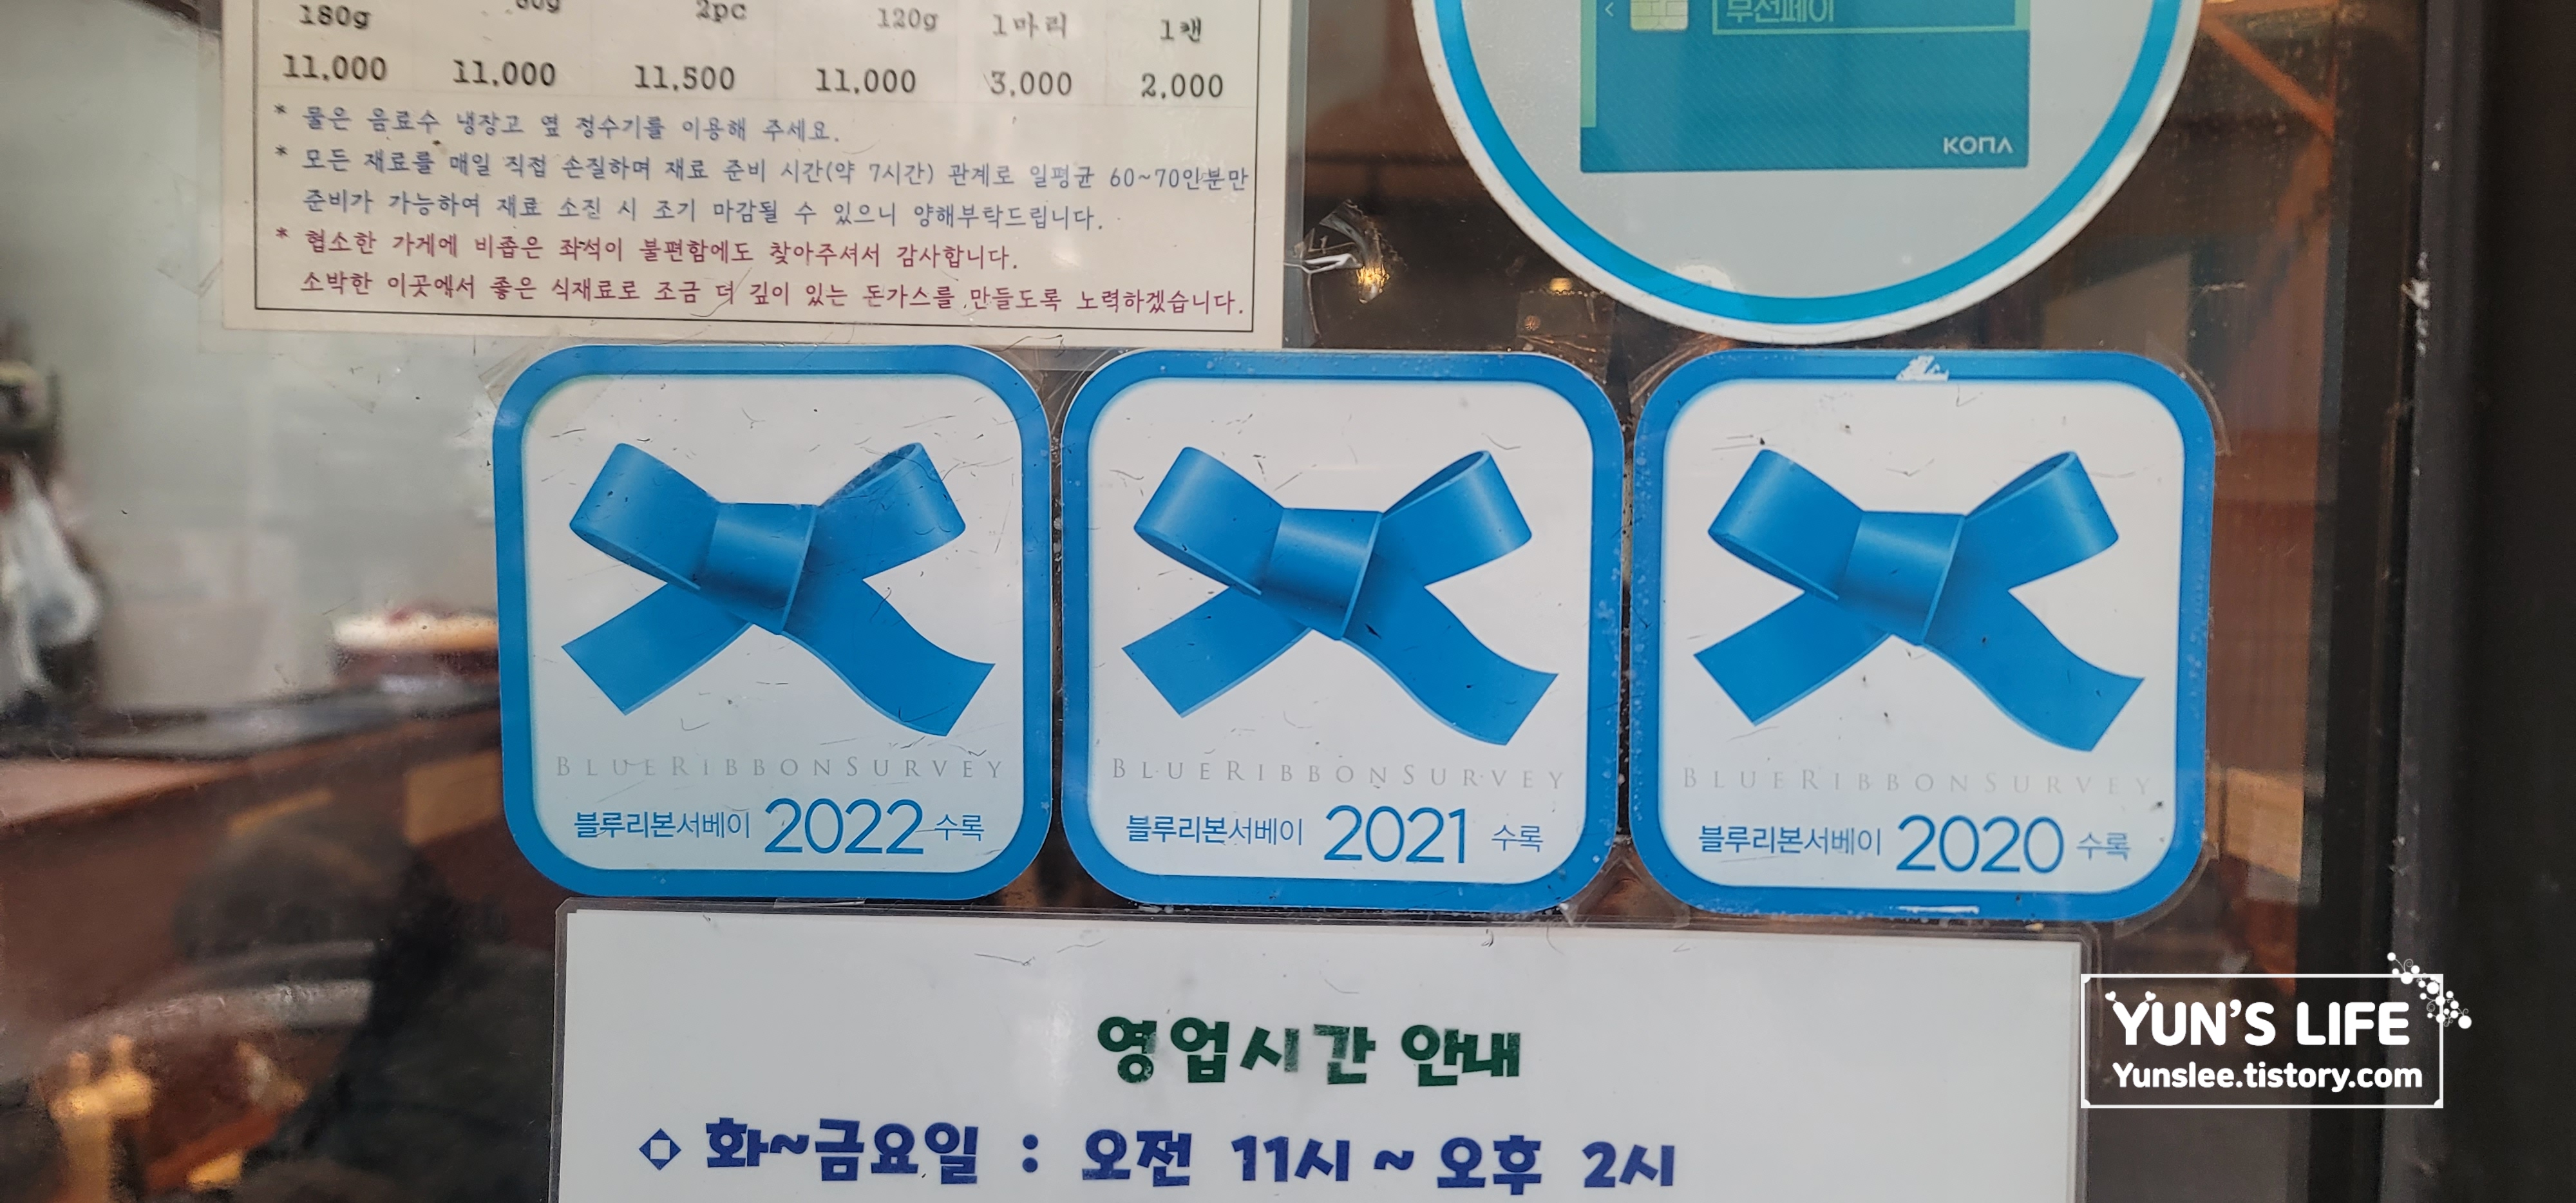 180g 80g 2pc 120g 1마리 1캔
11,000 11,000 11,500 11,000 3,000 2,000
* 물은 음료수 냉장고 옆 정수기를 이용해 주세요.
* 모든 재료를 매일 직접 손질하며 재료 준비 시간(약 7시간) 관계로 일평균 60~70인분만
준비가 가능하여 재료 소진 시 조기 마감될 수 있으니 양해부탁드립니다.
* 협소한 가게에 비좁은 좌석이 불편함에도 찾아주셔서 감사합니다.
소박한 이곳에서 좋은 식재료로 조금 더 깊이 있는 돈가스를 만들도록 노력하겠습니다.
KONA
BLUERIBBONSURVEY
블루리본서베이 2022 수록
BLUERIBBONSURVEY
블루리본서베이 2021 수록
BLUERIBBONSURVEY
블루리본서베이 2020 수록
영업시간 안내
◇ 화~금요일 : 오전 11시 ~ 오후 2시
YUN'S LIFE
Yunslee.tistory.com